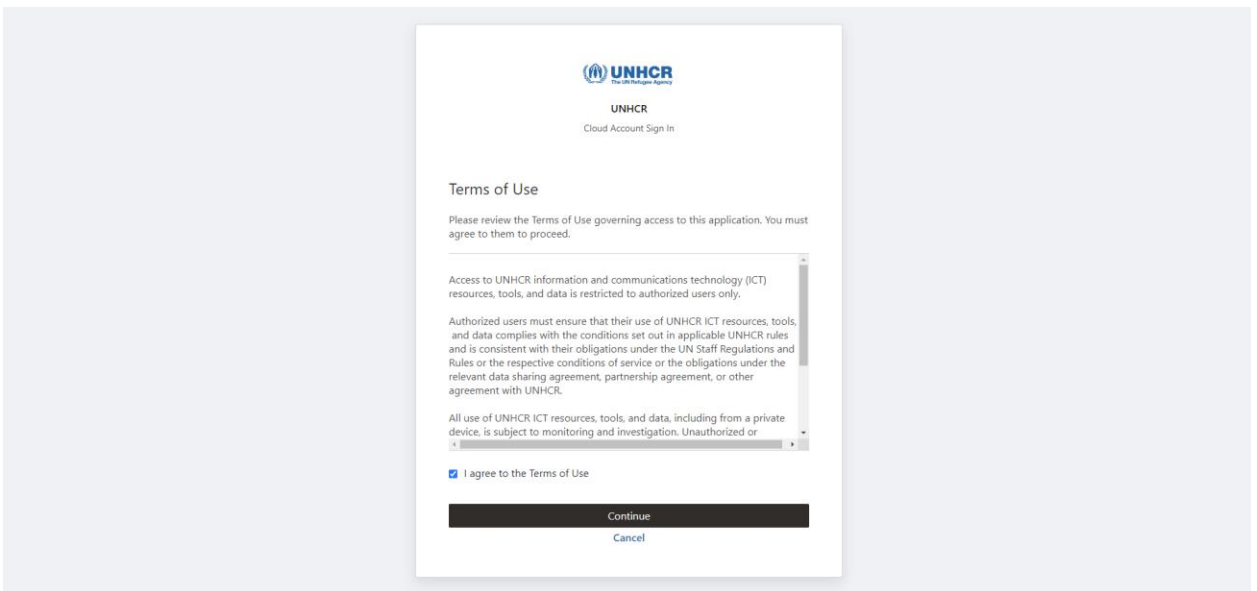 UNHCR
The UN Refugee Agency
UNHCR
Cloud Account Sign In
Terms of Use
Please review the Terms of Use governing access to this application. You must
agree to them to proceed.
Access to UNHCR information and communications technology (ICT)
resources, tools, and data is restricted to authorized users only.
Authorized users must ensure that their use of UNHCR ICT resources, tools,
and data complies with the conditions set out in applicable UNHCR rules
and is consistent with their obligations under the UN Staff Regulations and
Rules or the respective conditions of service or the obligations under the
relevant data sharing agreement, partnership agreement, or other
agreement with UNHCR.
All use of UNHCR ICT resources, tools, and data, including from a private
device, is subject to monitoring and investigation. Unauthorized or
I agree to the Terms of Use
Continue
Cancel